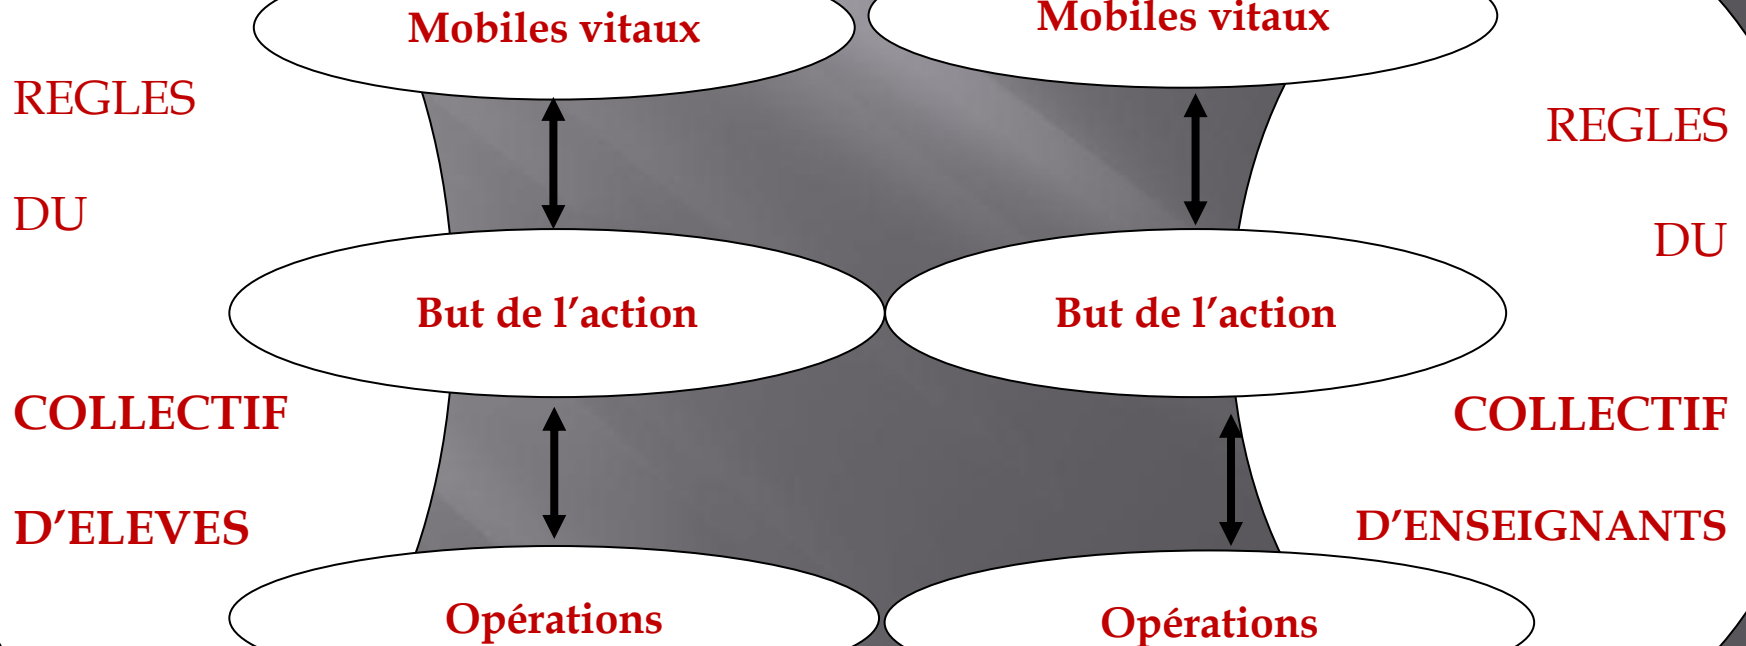 Mobiles vitaux
Mobiles vitaux
REGLES
REGLES
DU
DU
But de l’action
But de l’action
COLLECTIF
COLLECTIF
D’ELEVES
D’ENSEIGNANTS
Opérations
Opérations